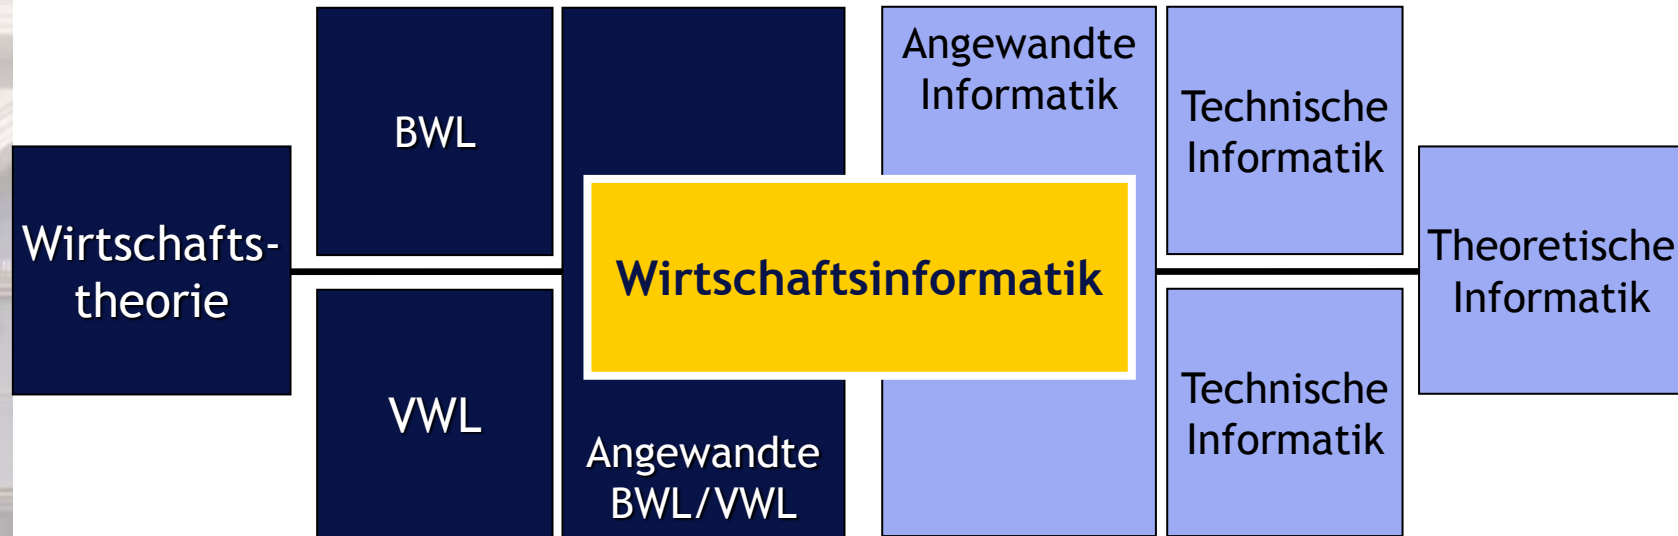 Wirtschafts-
theorie
BWL
VWL
Angewandte
BWL/VWL
Wirtschaftsinformatik
Angewandte
Informatik
Technische
Informatik
Technische
Informatik
Theoretische
Informatik